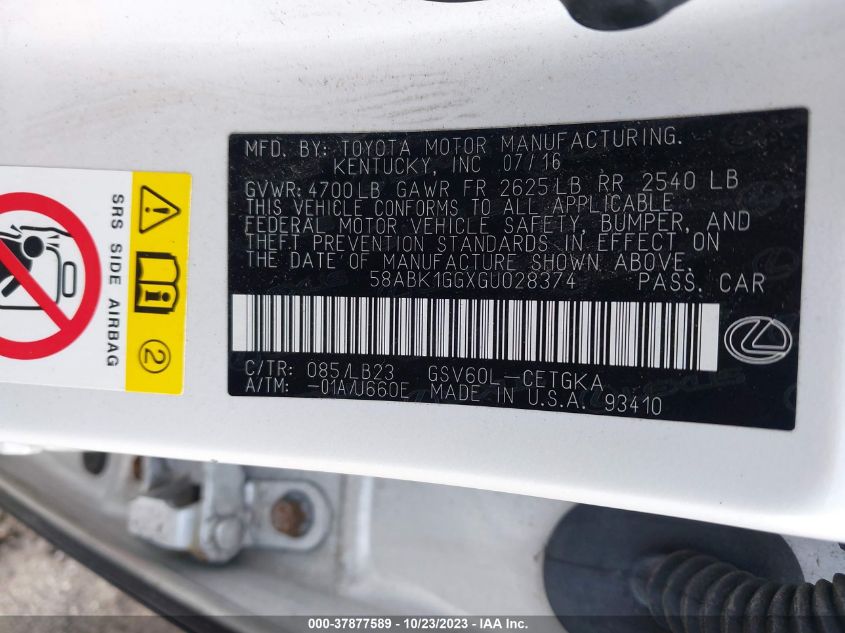 MFD. BY: TOYOTA MOTOR MANUFACTURING.
KENTUCKY, INC 07/16
GVWR: 4700LB GAWR FR 2625LB RR 2540 LB
THIS VEHICLE CONFORMS TO ALL APPLICABLE
FEDERAL MOTOR VEHICLE SAFETY, BUMPER, AND
THEFT PREVENTION STANDARDS IN EFFECT ON
THE DATE OF MANUFACTURE SHOWN ABOVE.
58ABK1GGXGU028374 PASS. CAR
C/TR: 085/LB23 GSV60L-CETGKA
A/TM: -01A/U660E MADE IN U.S.A. 93410
SRS SIDE AIRBAG
2
000-37877589 - 10/23/2023 - IAA Inc.